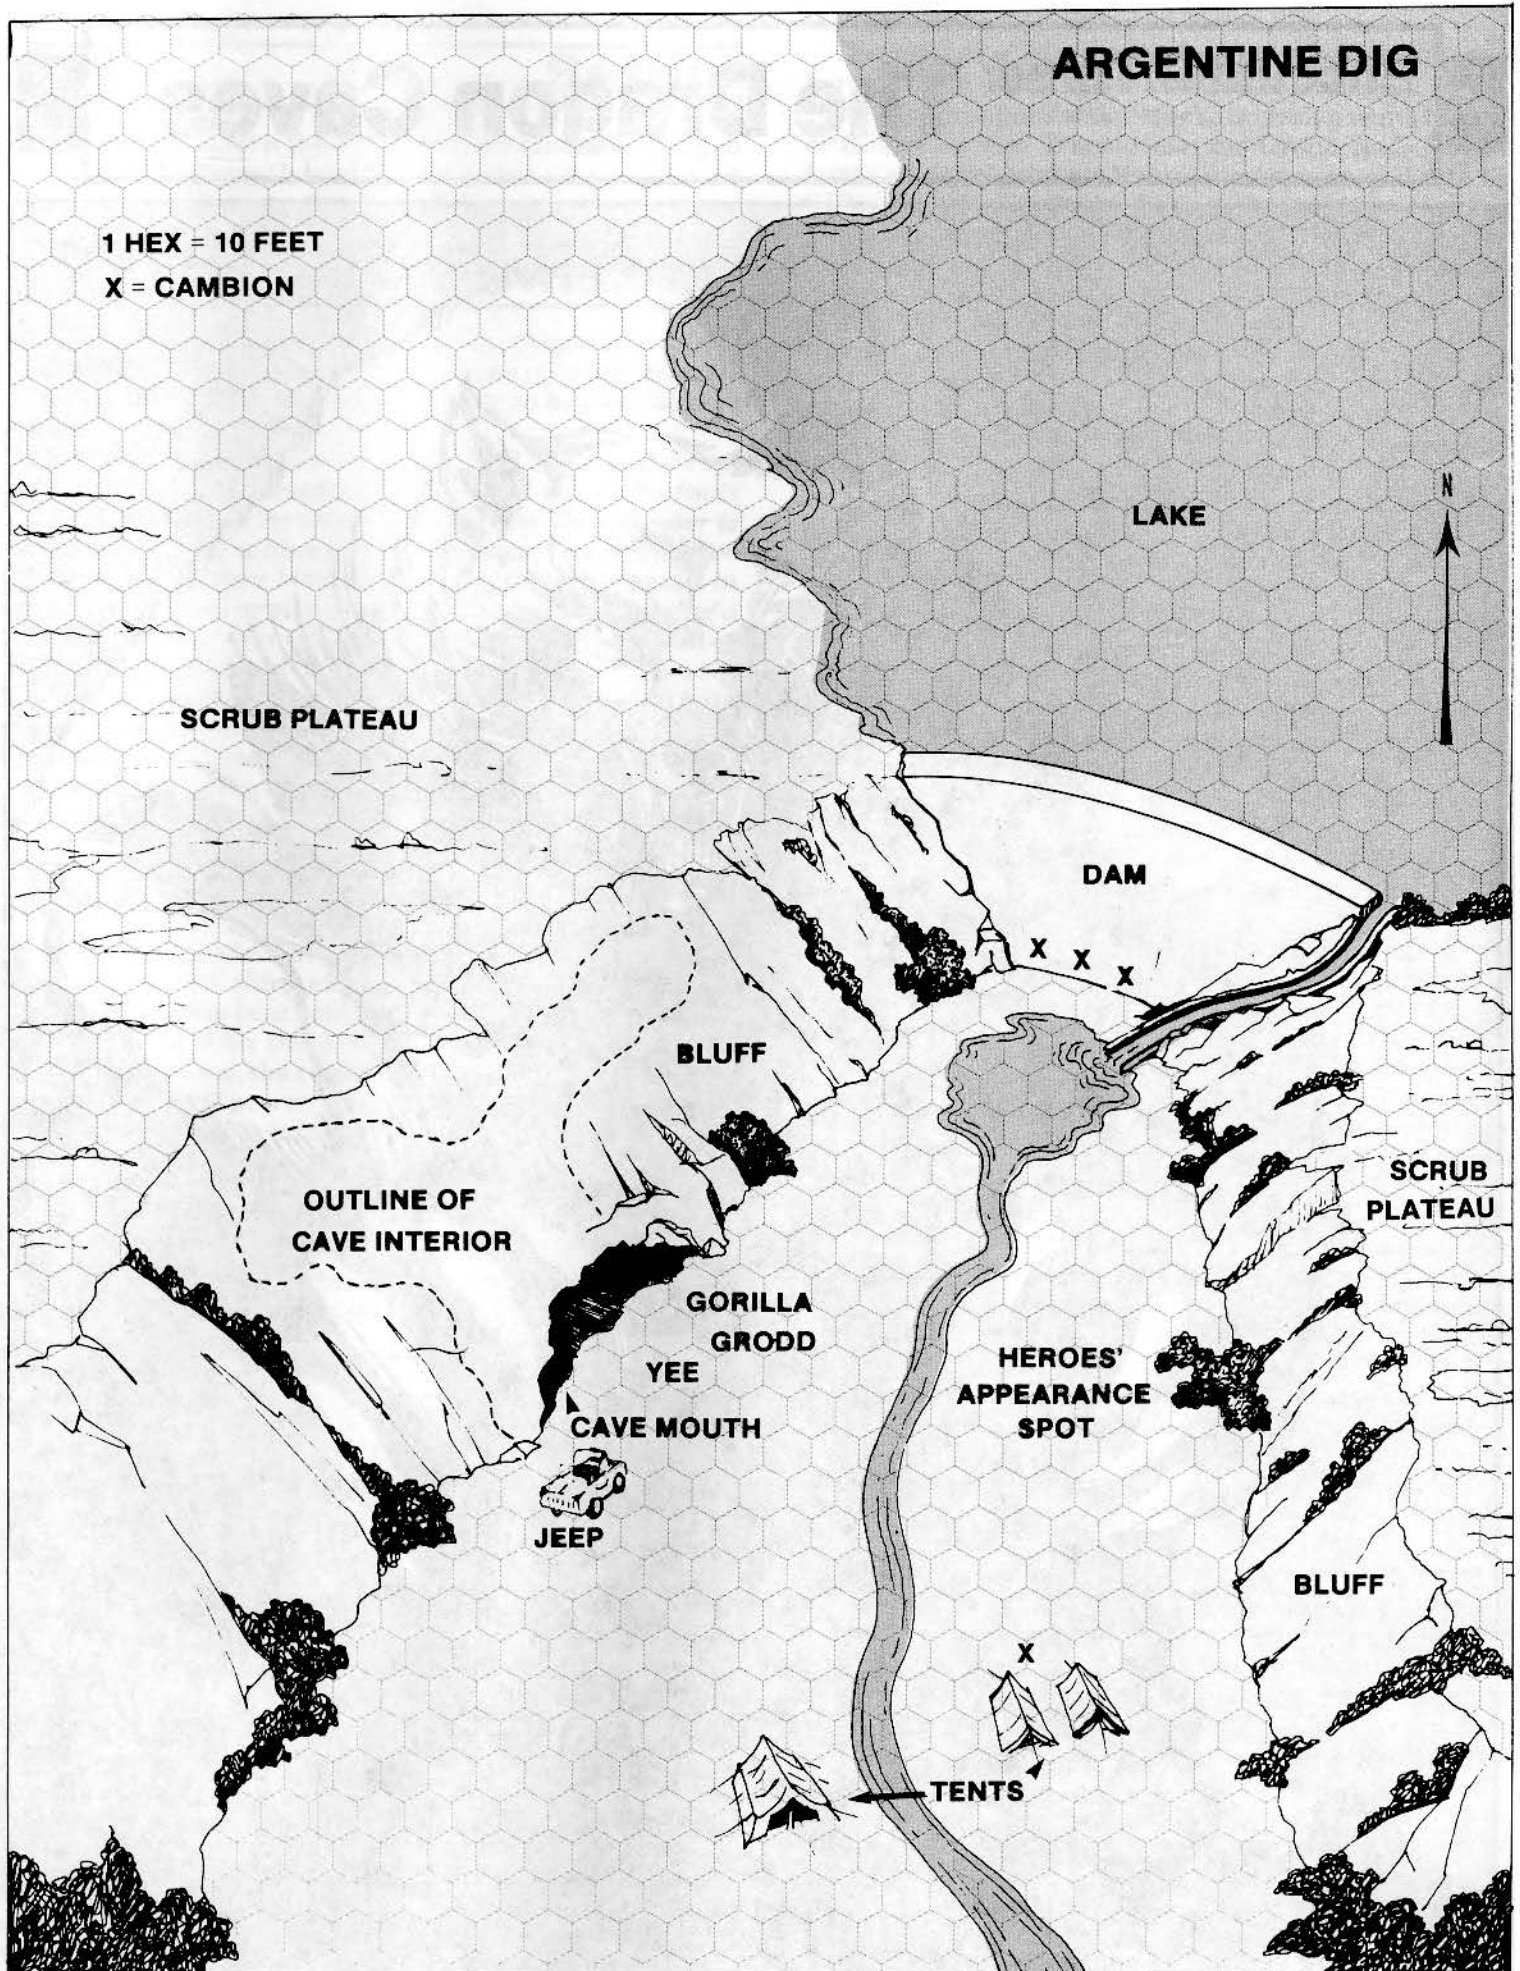 ARGENTINE DIG
1 HEX = 10 FEET
X = CAMBION
N
LAKE
SCRUB PLATEAU
DAM
X X X
BLUFF
SCRUB
PLATEAU
OUTLINE OF
CAVE INTERIOR
GORILLA
GRODD
YEE
HEROES'
APPEARANCE
SPOT
CAVE MOUTH
JEEP
BLUFF
X
TENTS